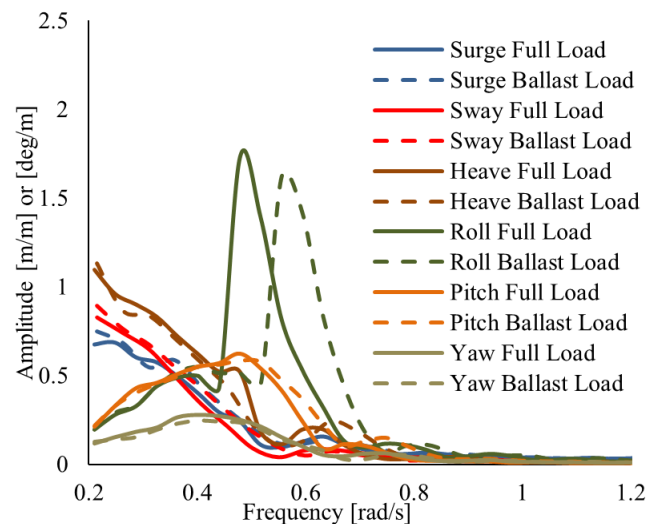 2.5
2
1.5
1
0.5
0
Amplitude [m/m] or [deg/m]
Surge Full Load
Surge Ballast Load
Sway Full Load
Sway Ballast Load
Heave Full Load
Heave Ballast Load
Roll Full Load
Roll Ballast Load
Pitch Full Load
Pitch Ballast Load
Yaw Full Load
Yaw Ballast Load
0.2 0.4 0.6 0.8 1 1.2
Frequency [rad/s]